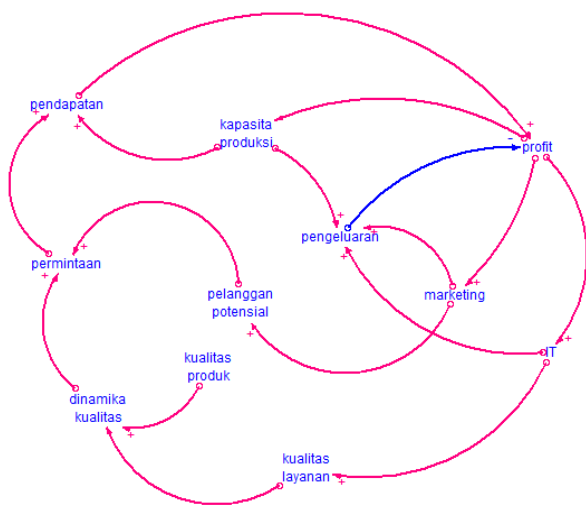 pendapatan
kapasita
produksi
profit
pengeluaran
permintaan
pelanggan
potensial
marketing
kualitas
produk
IT
dinamika
kualitas
kualitas
layanan
+
+
+
-
+
+
+
+
+
+
+
+
+
+